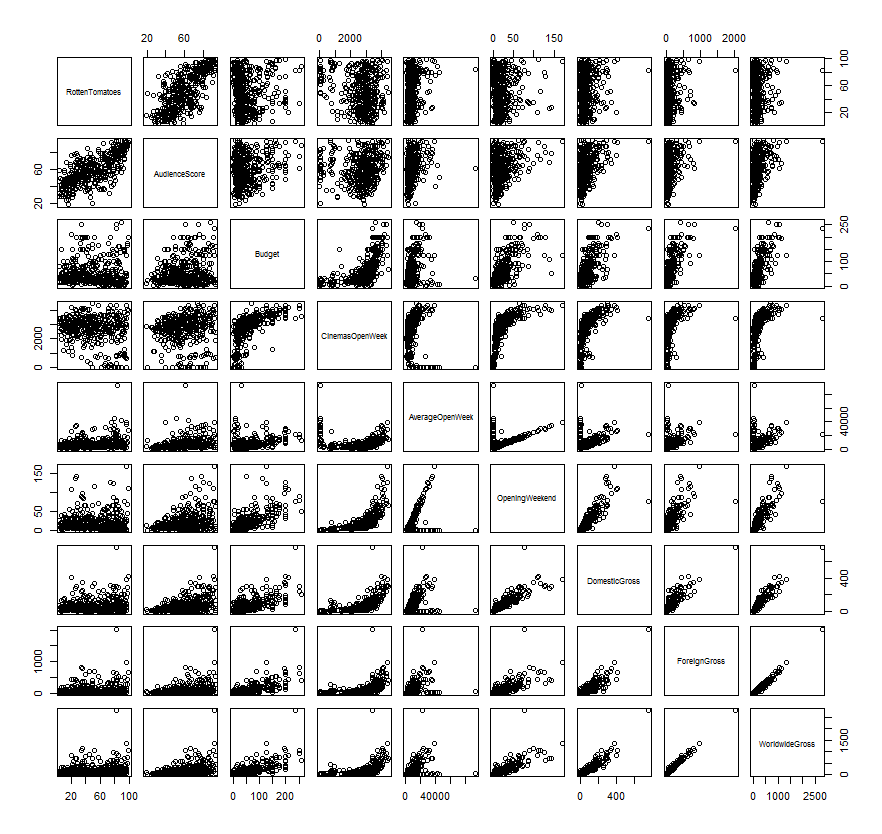 20 60
0 2000
0 50 150
0 1000 2000
RottenTomatoes
20 60 100
20 60
AudienceScore
Budget
0 100 250
0 2000
CinemasOpenWeek
AverageOpenWeek
0 40000
0 50 150
OpeningWeekend
DomesticGross
0 400
0 1000
ForeignGross
WorldwideGross
0 1500
20 60 100
0 100 200
0 40000
0 400
0 1000 2500